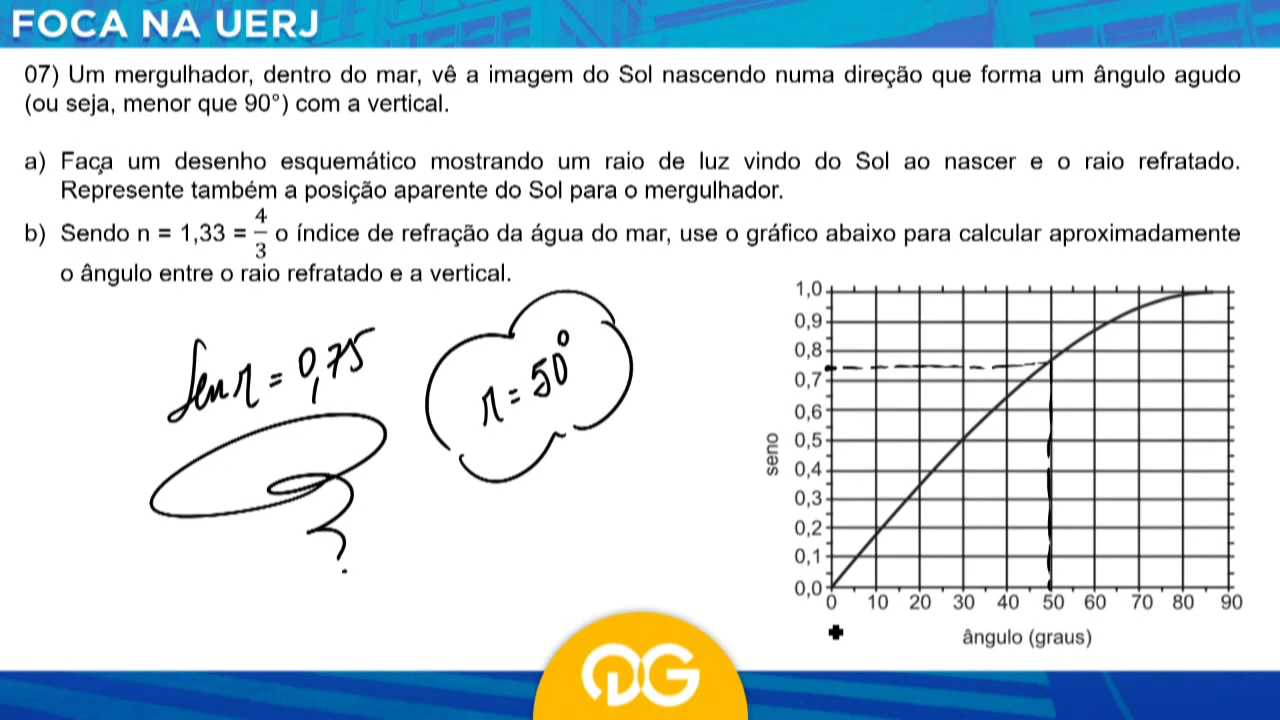 FOCA NA UERJ
07) Um mergulhador, dentro do mar, vê a imagem do Sol nascendo numa direção que forma um ângulo agudo
(ou seja, menor que 90°) com a vertical.
a) Faça um desenho esquemático mostrando um raio de luz vindo do Sol ao nascer e o raio refratado.
Represente também a posição aparente do Sol para o mergulhador.
b) Sendo n = 1,33 = 4/3 o índice de refração da água do mar, use o gráfico abaixo para calcular aproximadamente
o ângulo entre o raio refratado e a vertical.
Sen r = 0,75
r = 50°
?
1,0
0,9
0,8
0,7
0,6
0,5
0,4
0,3
0,2
0,1
0,0
seno
0 10 20 30 40 50 60 70 80 90
ângulo (graus)
QG